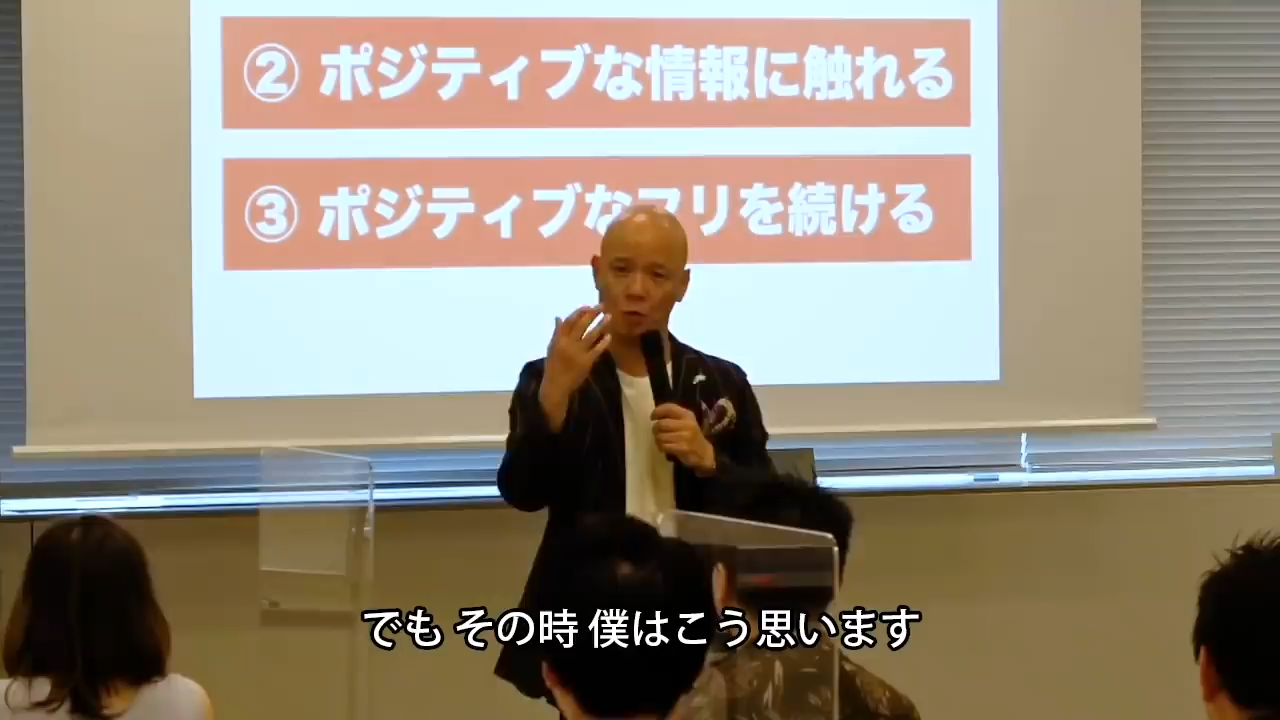 ② ポジティブな情報に触れる
③ ポジティブなフリを続ける
でも その時 僕はこう思います